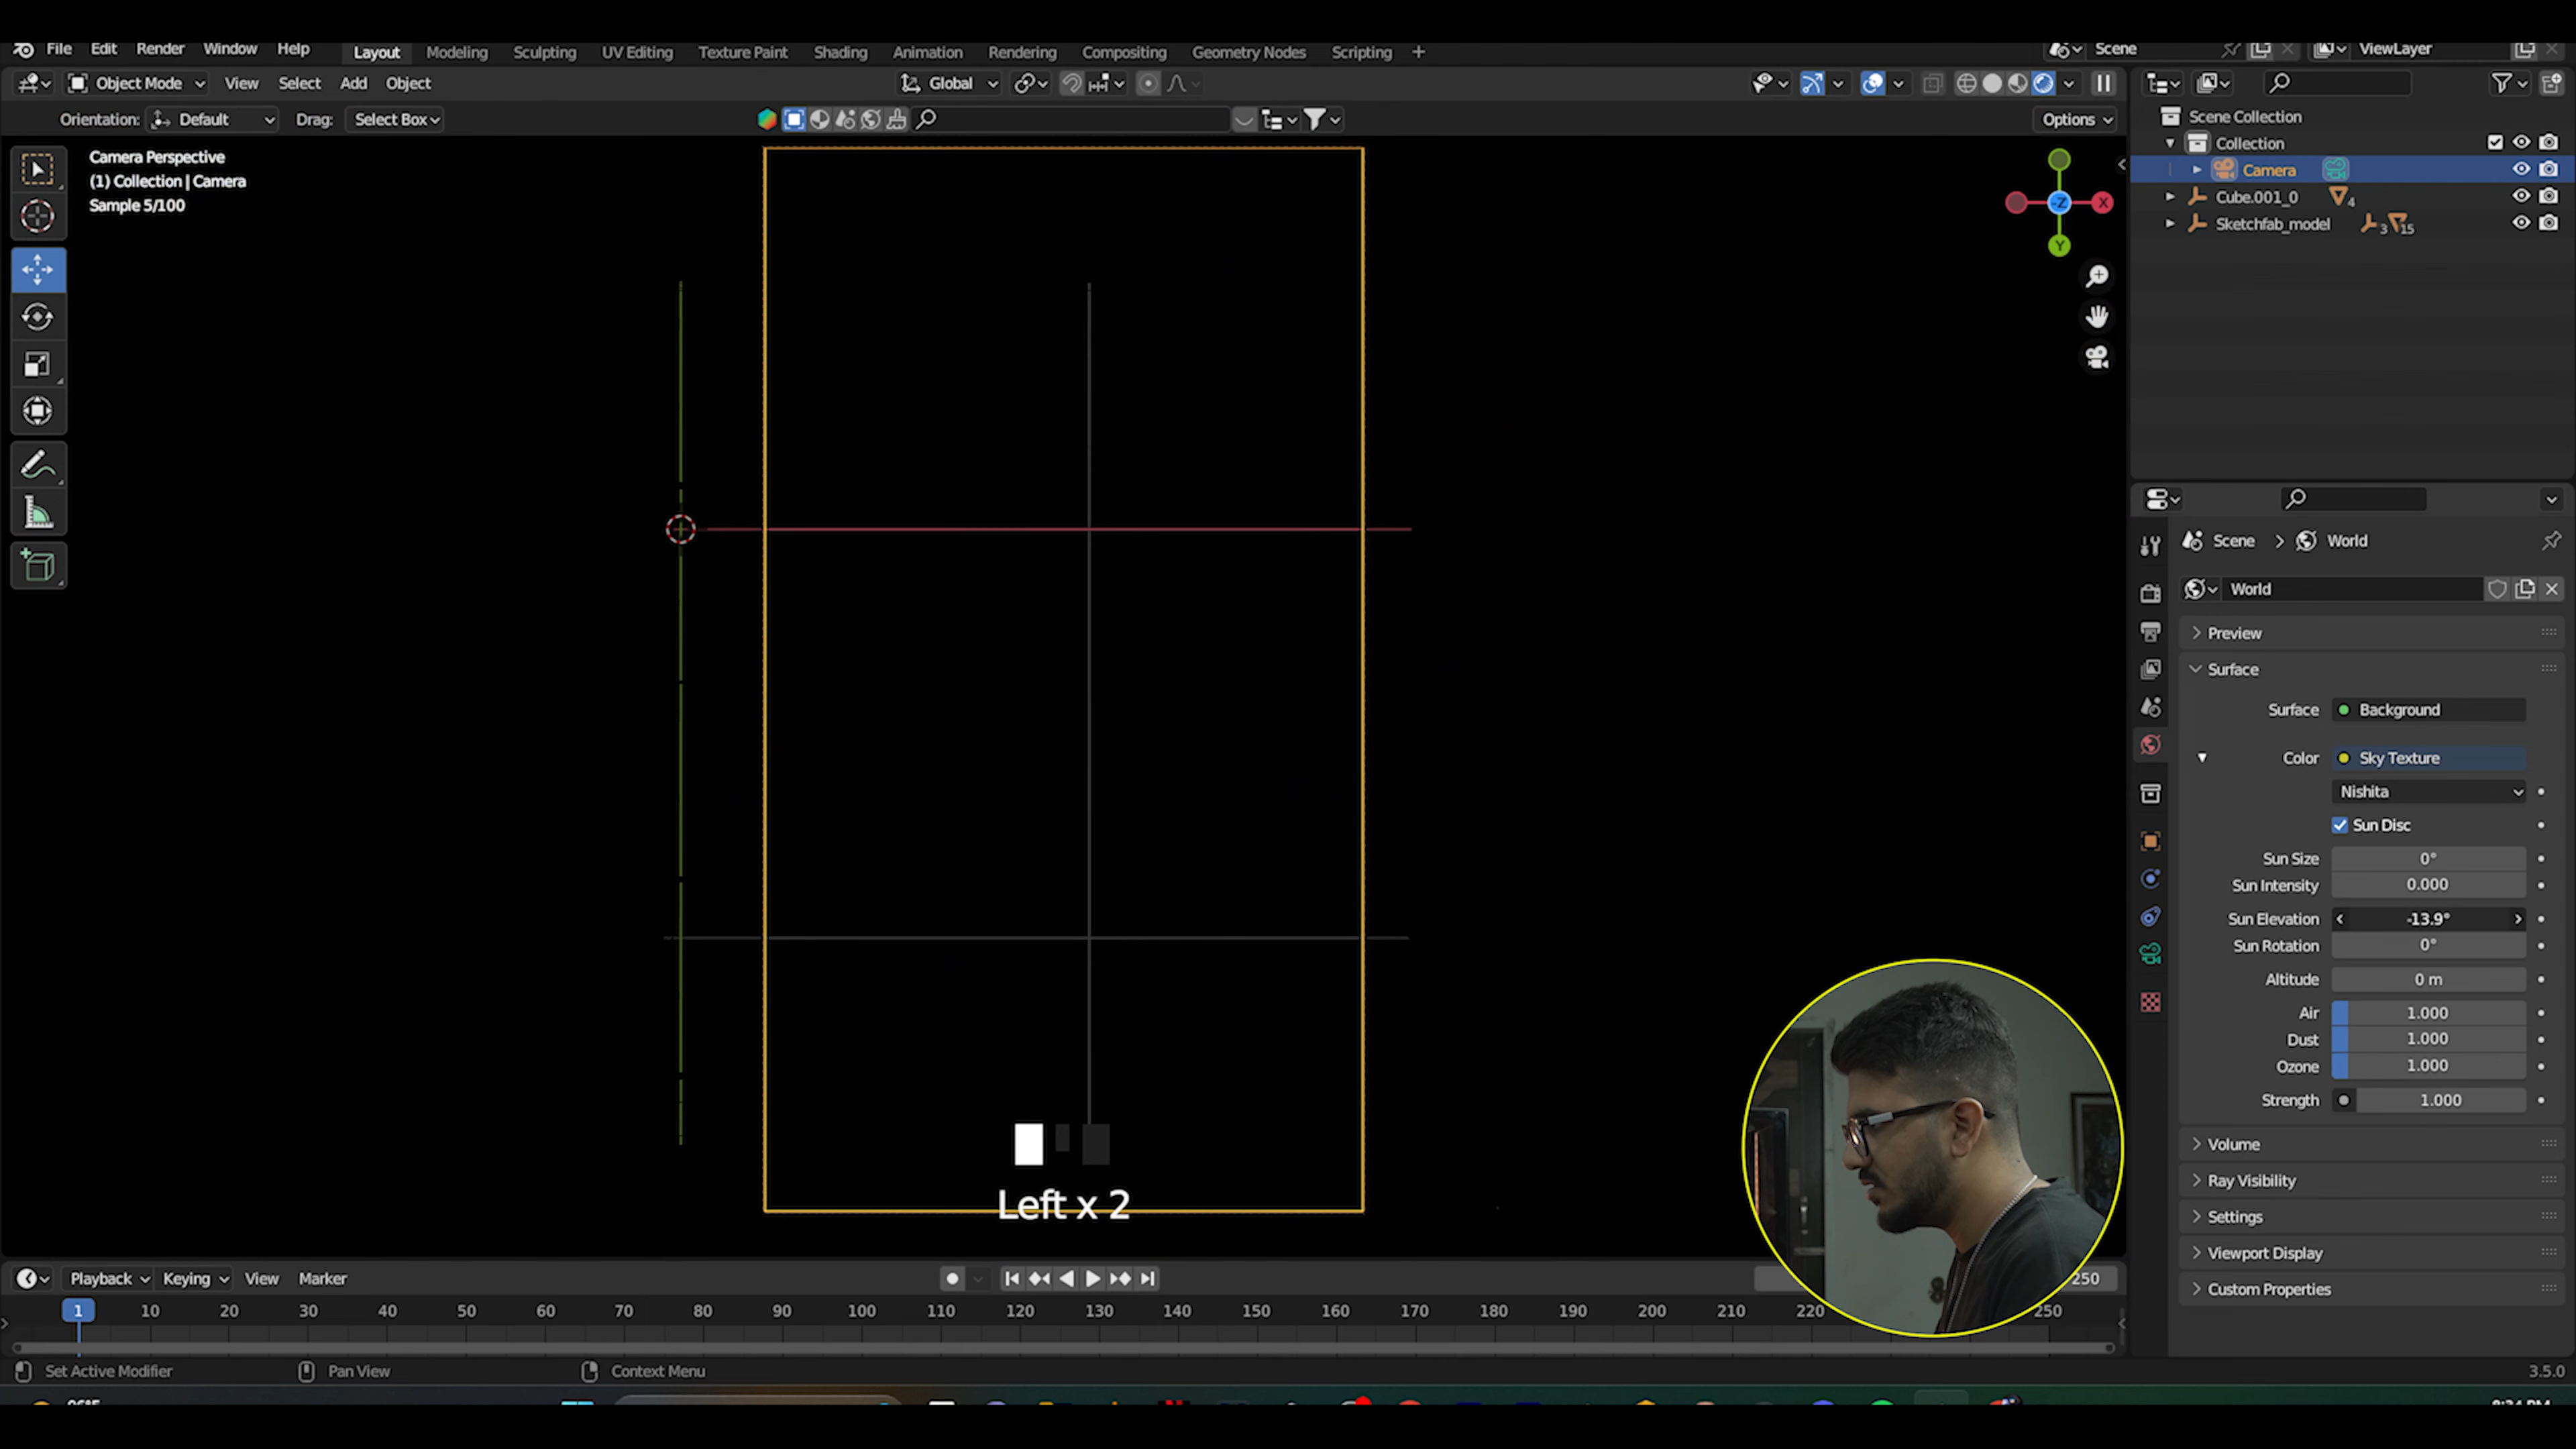 File Edit Render Window Help
Layout Modeling Sculpting UV Editing Texture Paint Shading Animation Rendering Compositing Geometry Nodes Scripting +
Scene
ViewLayer
Object Mode View Select Add Object
Global
Orientation: Default Drag: Select Box
Options
Camera Perspective
(1) Collection | Camera
Sample 5/100
X
-Z
Y
Scene Collection
Collection
Camera
Cube.001_0
4
Sketchfab_model
3
15
Scene > World
World
Preview
Surface
Surface Background
Color Sky Texture
Nishita
Sun Disc
Sun Size 0°
Sun Intensity 0.000
Sun Elevation -13.9°
Sun Rotation 0°
Altitude 0 m
Air 1.000
Dust 1.000
Ozone 1.000
Strength 1.000
Volume
Ray Visibility
Settings
Viewport Display
Custom Properties
Left x 2
Playback Keying View Marker
250
1 10 20 30 40 50 60 70 80 90 100 110 120 130 140 150 160 170 180 190 200 210 220 250
Set Active Modifier Pan View Context Menu
3.5.0